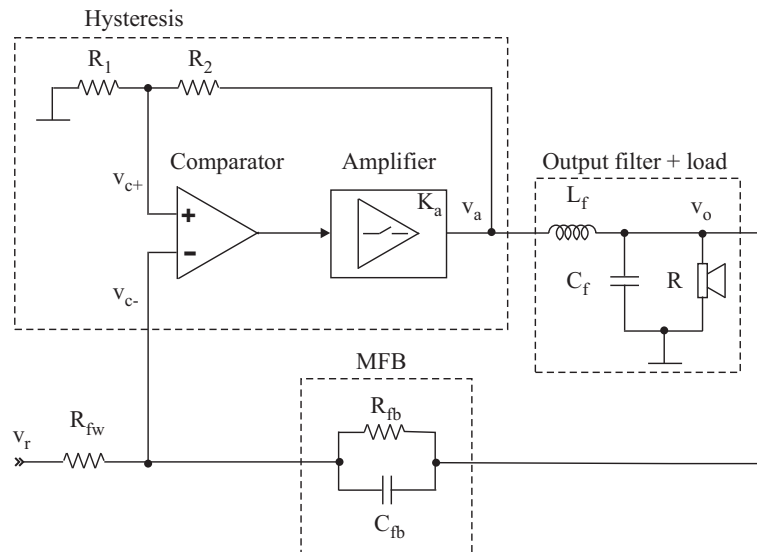 Hysteresis
R1
R2
Comparator
Amplifier
Output filter + load
Ka
Lf
vc+
va
vo
+
-
vc-
Cf
R
MFB
Rfb
Rfw
vr
Cfb